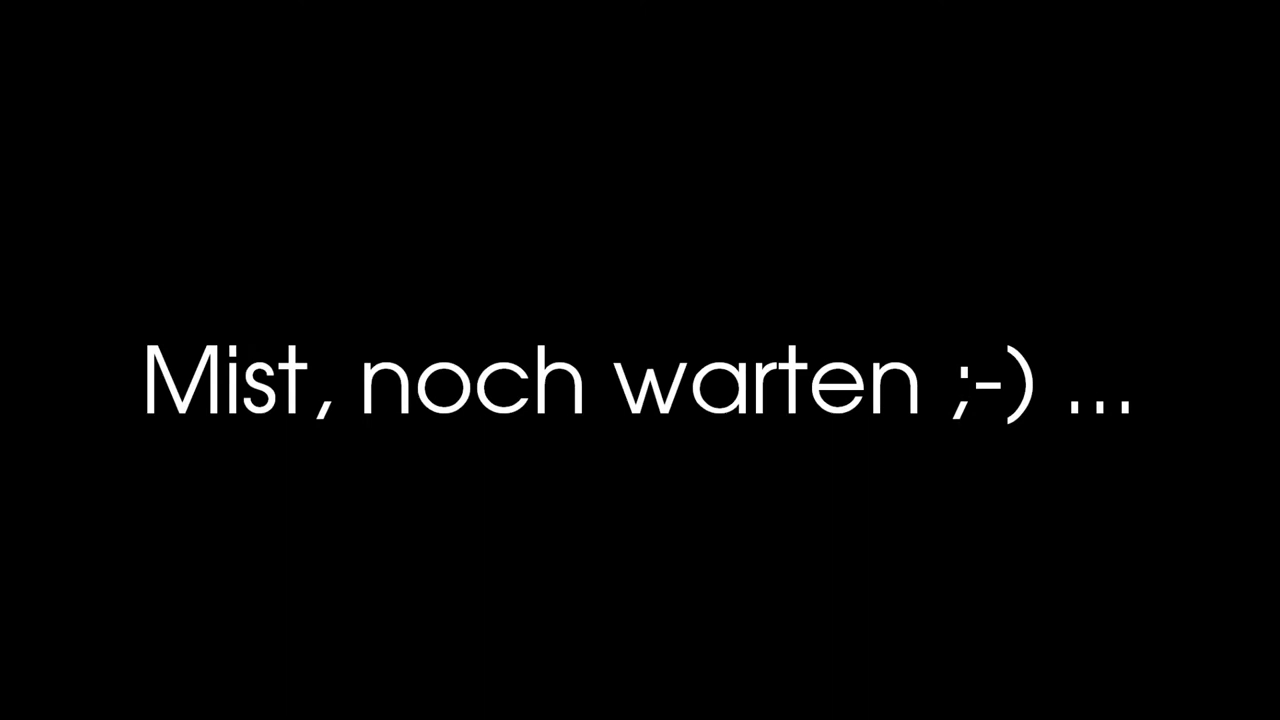 Mist, noch warten ;-) ...